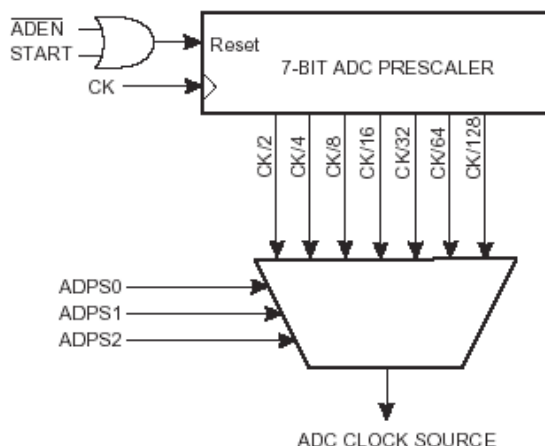 ADEN
START
Reset
CK
7-BIT ADC PRESCALER
CK/2
CK/4
CK/8
CK/16
CK/32
CK/64
CK/128
ADPS0
ADPS1
ADPS2
ADC CLOCK SOURCE